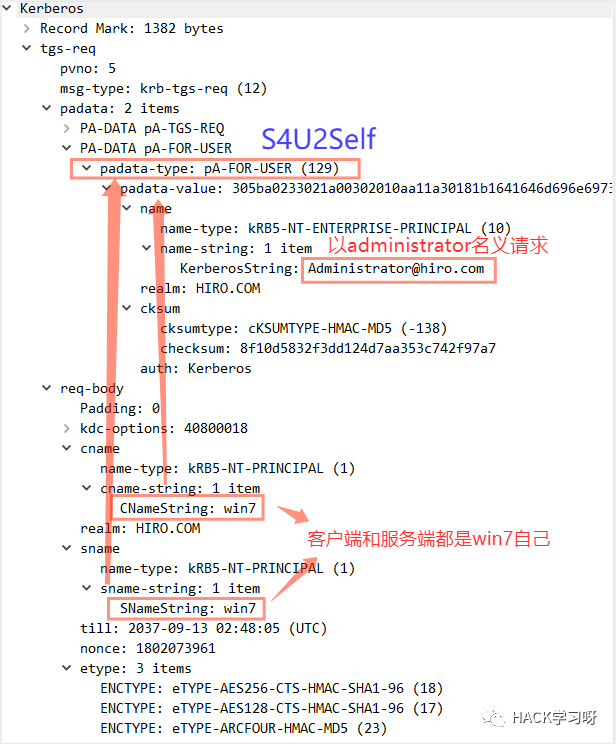 Kerberos
Record Mark: 1382 bytes
tgs-req
pvno: 5
msg-type: krb-tgs-req (12)
padata: 2 items
PA-DATA pA-TGS-REQ
PA-DATA pA-FOR-USER
S4U2Self
padata-type: pA-FOR-USER (129)
padata-value: 305ba0233021a00302010aa11a30181b1641646d696e6973
name
name-type: kRB5-NT-ENTERPRISE-PRINCIPAL (10)
name-string: 1 item
以administrator名义请求
KerberosString: Administrator@hiro.com
realm: HIRO.COM
cksum
cksumtype: cKSUMTYPE-HMAC-MD5 (-138)
checksum: 8f10d5832f3dd124d7aa353c742f97a7
auth: Kerberos
req-body
Padding: 0
kdc-options: 40800018
cname
name-type: kRB5-NT-PRINCIPAL (1)
cname-string: 1 item
CNameString: win7
realm: HIRO.COM
客户端和服务端都是win7自己
sname
name-type: kRB5-NT-PRINCIPAL (1)
sname-string: 1 item
SNameString: win7
till: 2037-09-13 02:48:05 (UTC)
nonce: 1802073961
etype: 3 items
ENCTYPE: eTYPE-AES256-CTS-HMAC-SHA1-96 (18)
ENCTYPE: eTYPE-AES128-CTS-HMAC-SHA1-96 (17)
ENCTYPE: eTYPE-ARCFOUR-HMAC-MD5 (23)
HACK学习呀